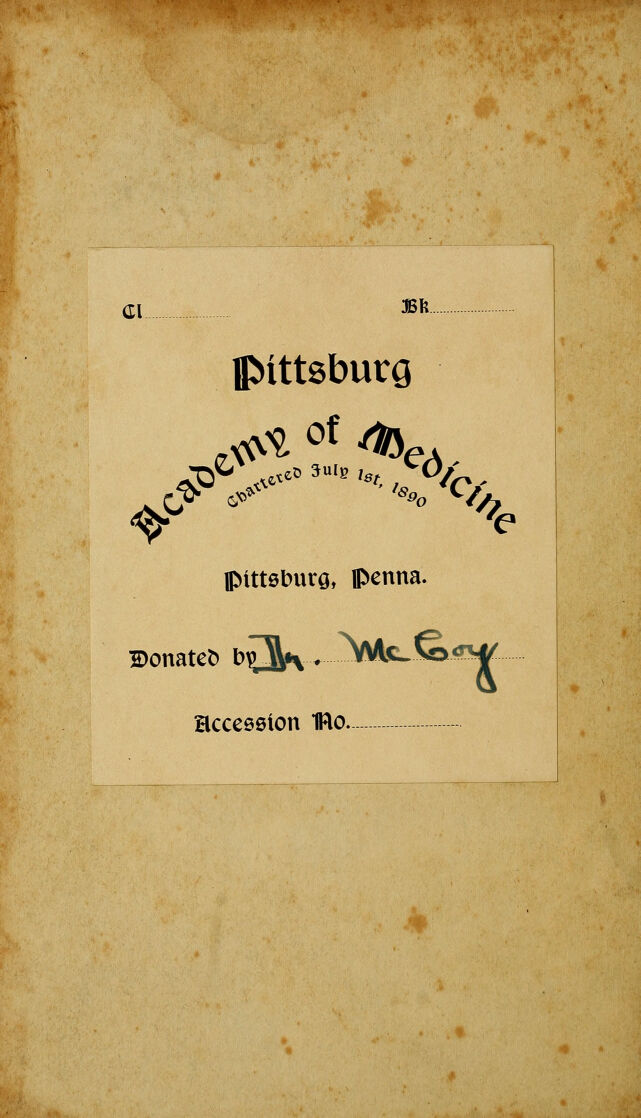 Cl.................... Bk....................
Pittsburg
Academy of Medicine
Chartered July 1st, 1890
Pittsburg, Penna.
Donated by Dr. McCoy
Accession No.....................